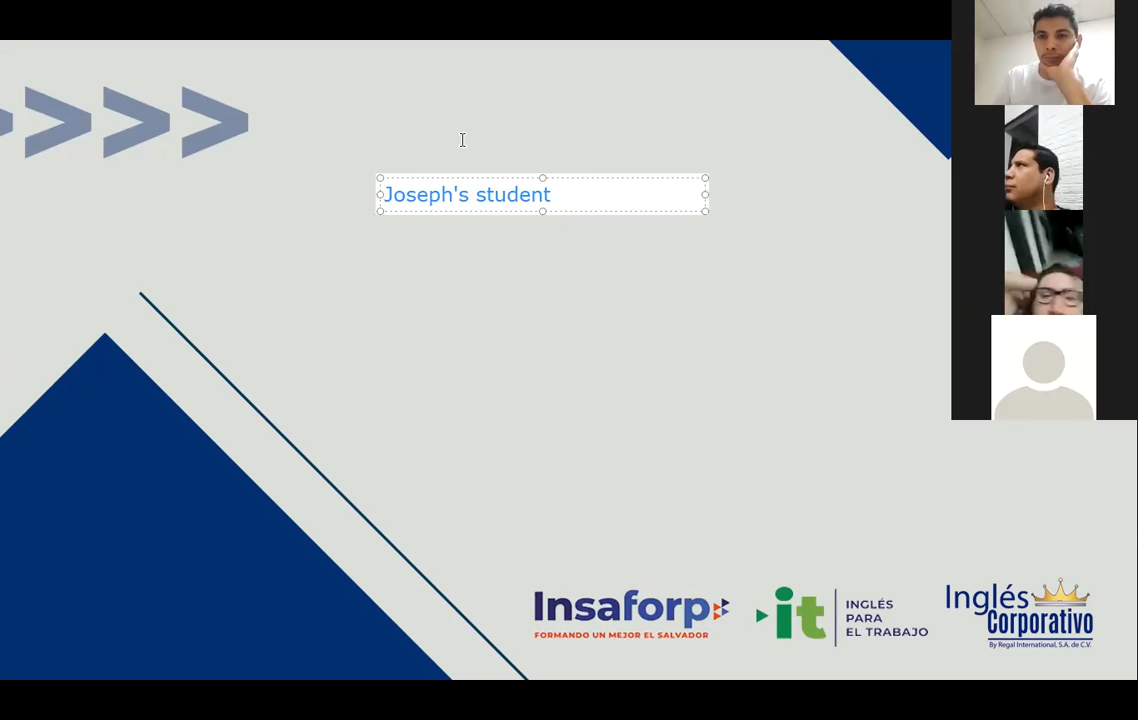 Joseph's student
Insaforp
FORMANDO UN MEJOR EL SALVADOR
it
INGLÉS
PARA
EL TRABAJO
Inglés
Corporativo
By Regal International, S.A. de C.V.